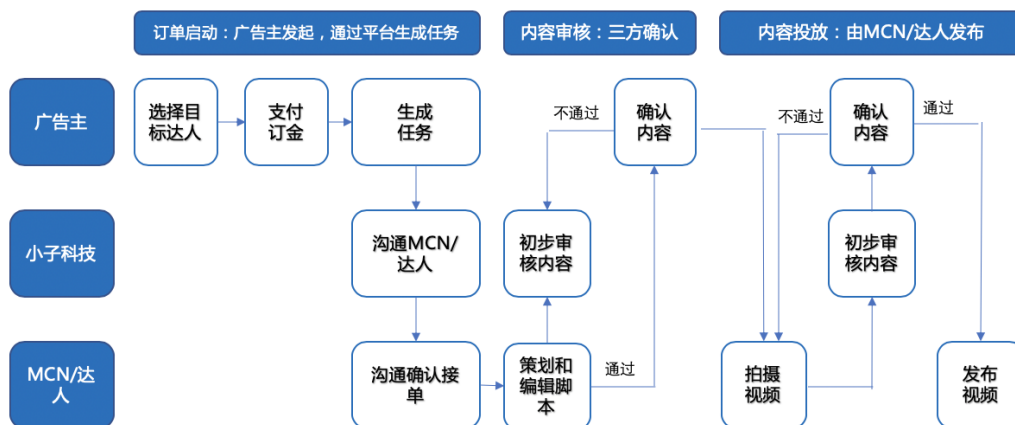 订单启动：广告主发起，通过平台生成任务
内容审核：三方确认
内容投放：由MCN/达人发布
广告主
选择目
标达人
支付
订金
生成
任务
不通过
确认
内容
不通过
确认
内容
通过
小子科技
沟通MCN/
达人
初步审
核内容
初步审
核内容
MCN/达
人
沟通确认接
单
策划和
编辑脚
本
通过
拍摄
视频
发布
视频